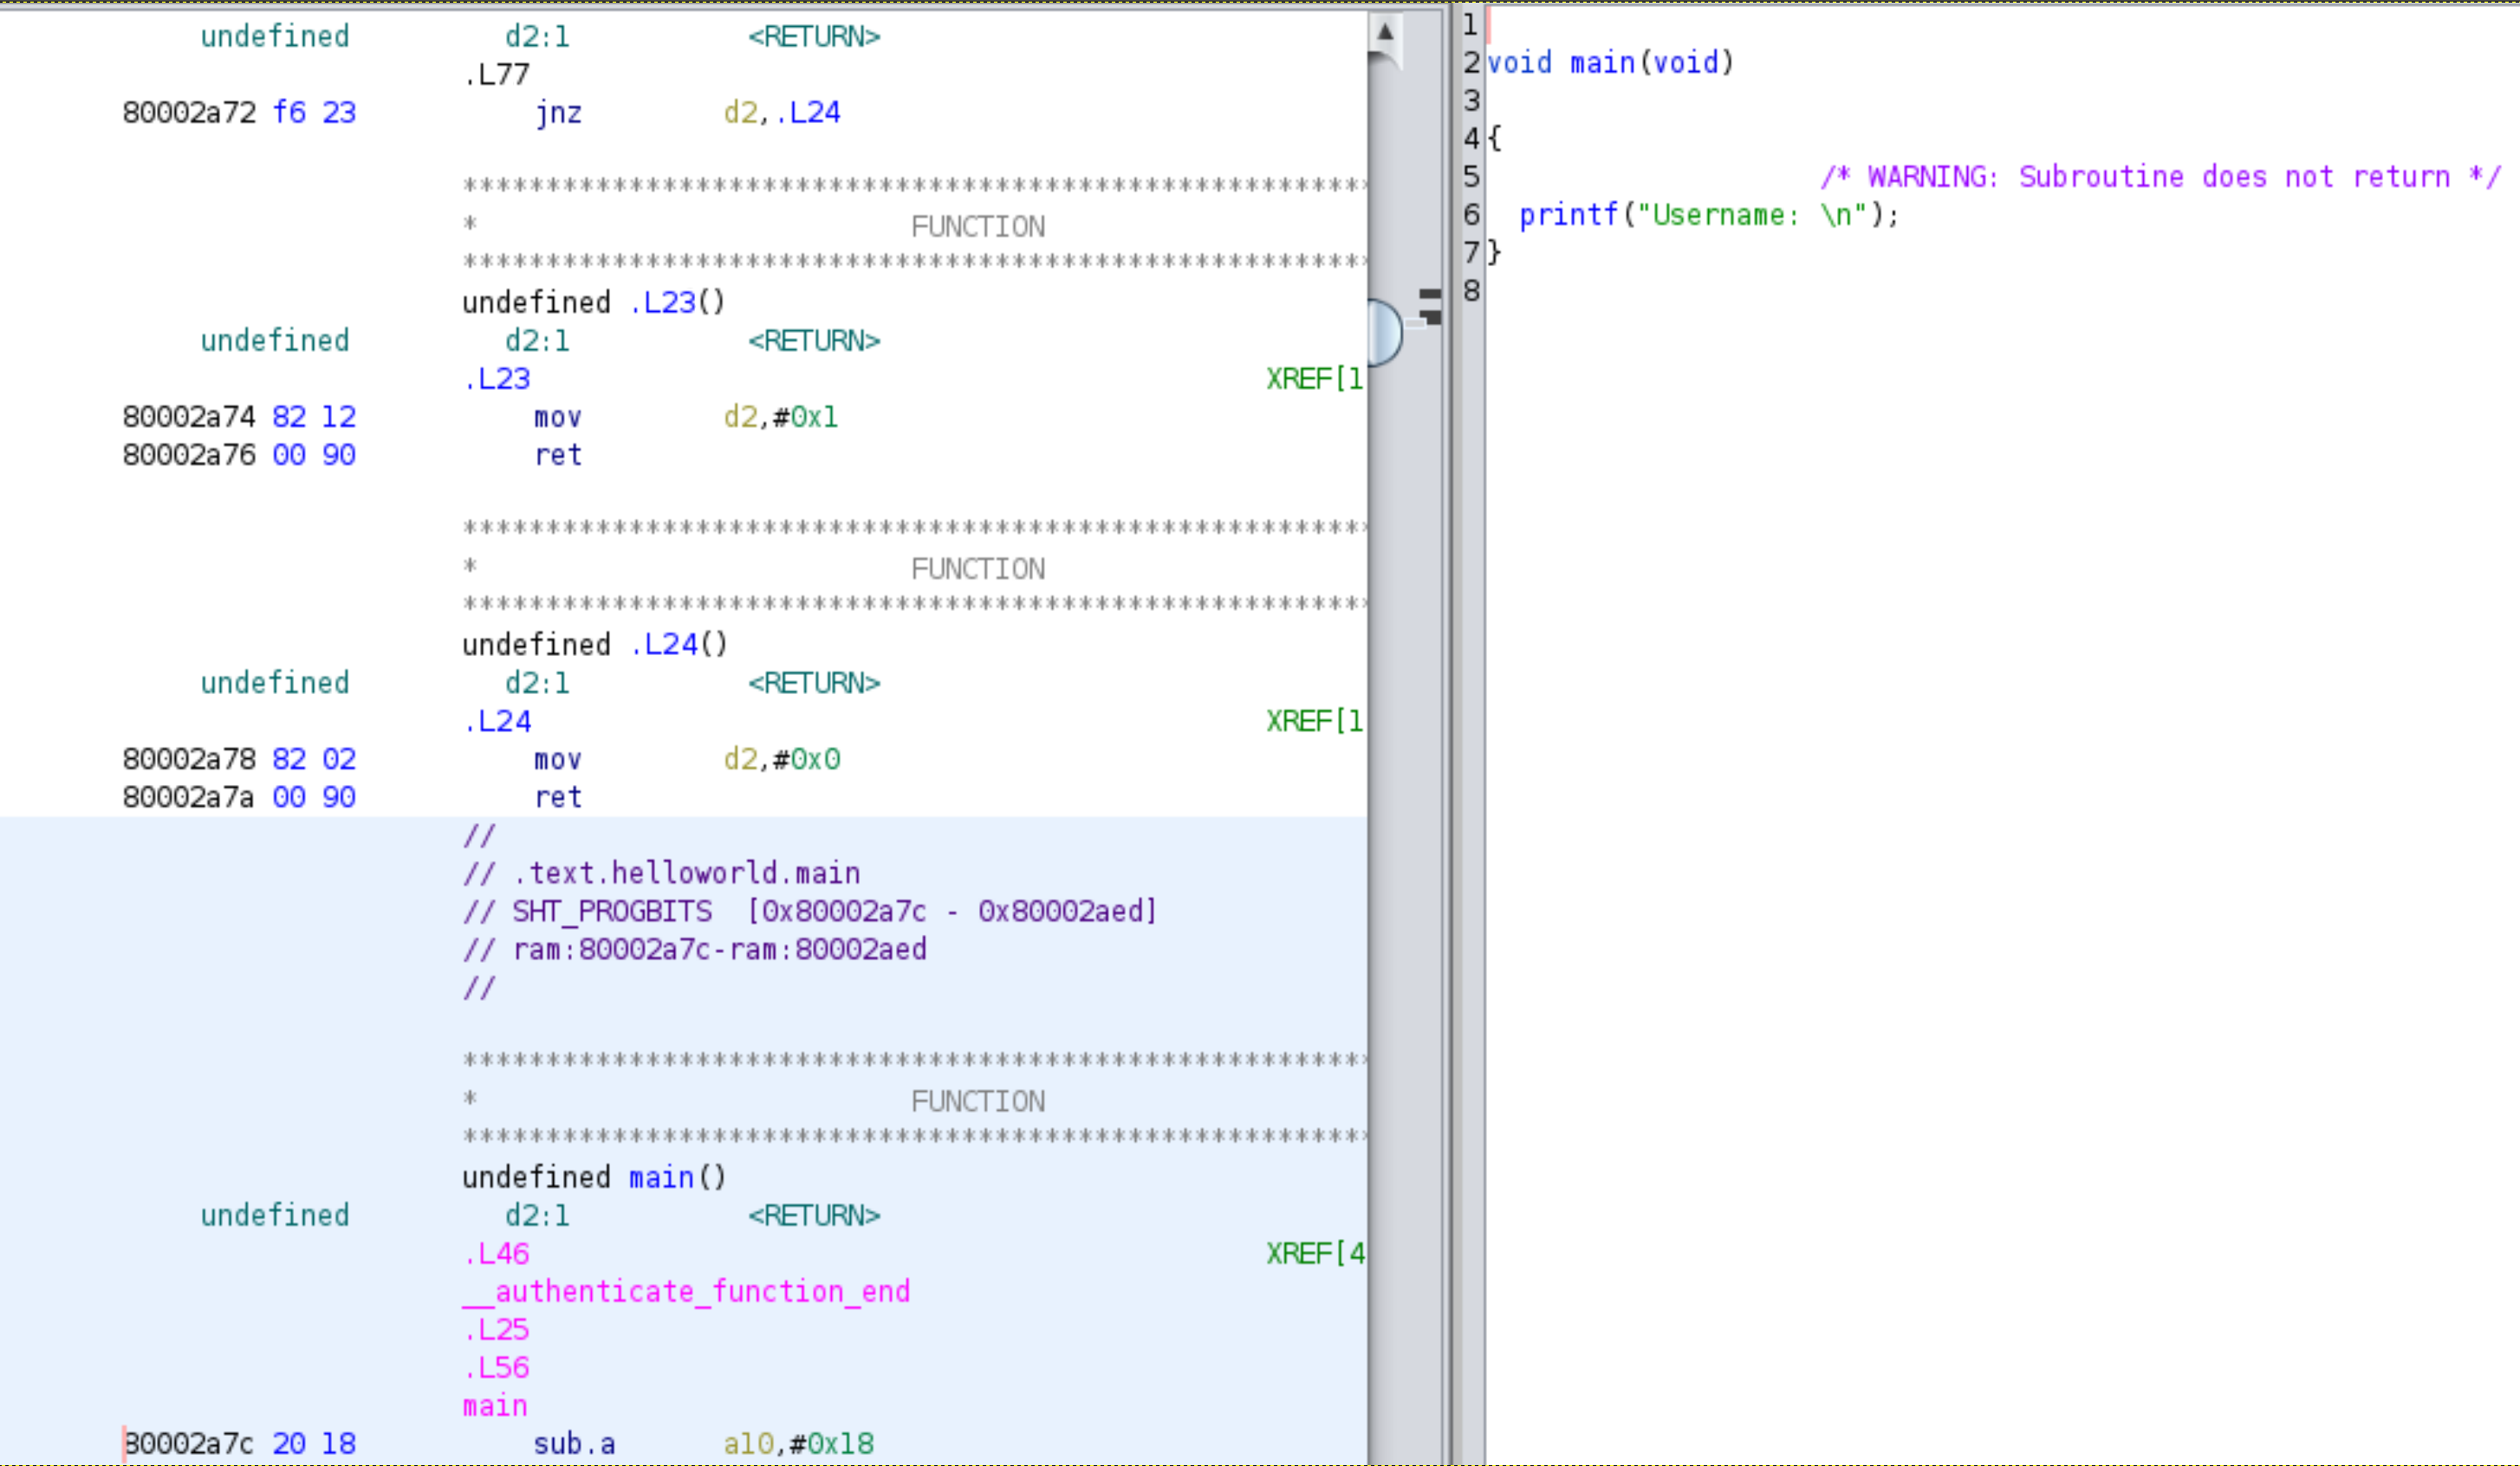 undefined d2:1 <RETURN>
.L77
80002a72 f6 23 jnz d2,.L24
*******************************************************
* FUNCTION
*******************************************************
undefined .L23()
undefined d2:1 <RETURN>
.L23 XREF[1
80002a74 82 12 mov d2,#0x1
80002a76 00 90 ret
*******************************************************
* FUNCTION
*******************************************************
undefined .L24()
undefined d2:1 <RETURN>
.L24 XREF[1
80002a78 82 02 mov d2,#0x0
80002a7a 00 90 ret
//
// .text.helloworld.main
// SHT_PROGBITS [0x80002a7c - 0x80002aed]
// ram:80002a7c-ram:80002aed
//
*******************************************************
* FUNCTION
*******************************************************
undefined main()
undefined d2:1 <RETURN>
.L46 XREF[4
__authenticate_function_end
.L25
.L56
main
80002a7c 20 18 sub.a a10,#0x18
1
2 void main(void)
3
4 {
5 /* WARNING: Subroutine does not return */
6 printf("Username: \n");
7 }
8